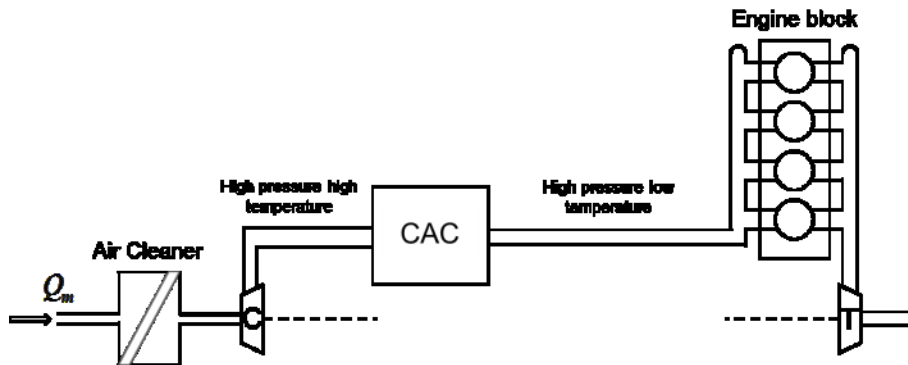 Engine block
High pressure high
temperature
High pressure low
temperature
CAC
Air Cleaner
Qm
C
T